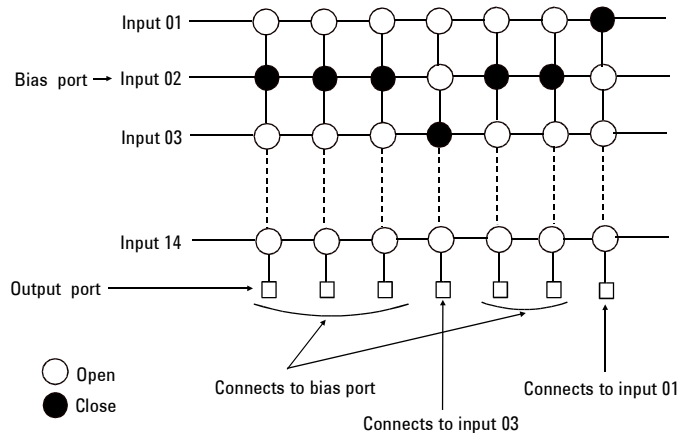 Input 01
Bias port
Input 02
Input 03
Input 14
Output port
Open
Close
Connects to bias port
Connects to input 03
Connects to input 01